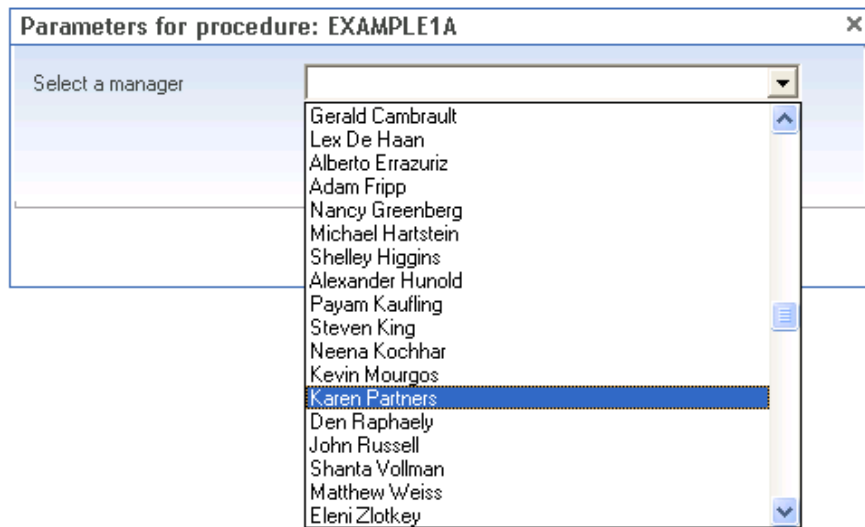 Parameters for procedure: EXAMPLE1A
Select a manager
Gerald Cambrault
Lex De Haan
Alberto Errazuriz
Adam Fripp
Nancy Greenberg
Michael Hartstein
Shelley Higgins
Alexander Hunold
Payam Kaufling
Steven King
Neena Kochhar
Kevin Mourgos
Karen Partners
Den Raphaely
John Russell
Shanta Vollman
Matthew Weiss
Eleni Zlotkey